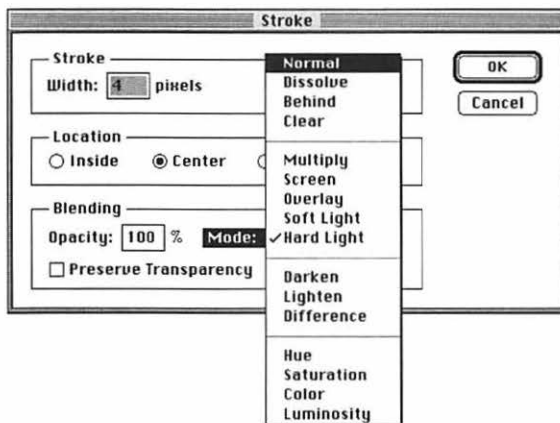 Stroke
Stroke
Width: 4 pixels
Location
Inside Center
Blending
Opacity: 100 % Mode:
Preserve Transparency
Normal
Dissolve
Behind
Clear
Multiply
Screen
Overlay
Soft Light
✓Hard Light
Darken
Lighten
Difference
Hue
Saturation
Color
Luminosity
OK
Cancel